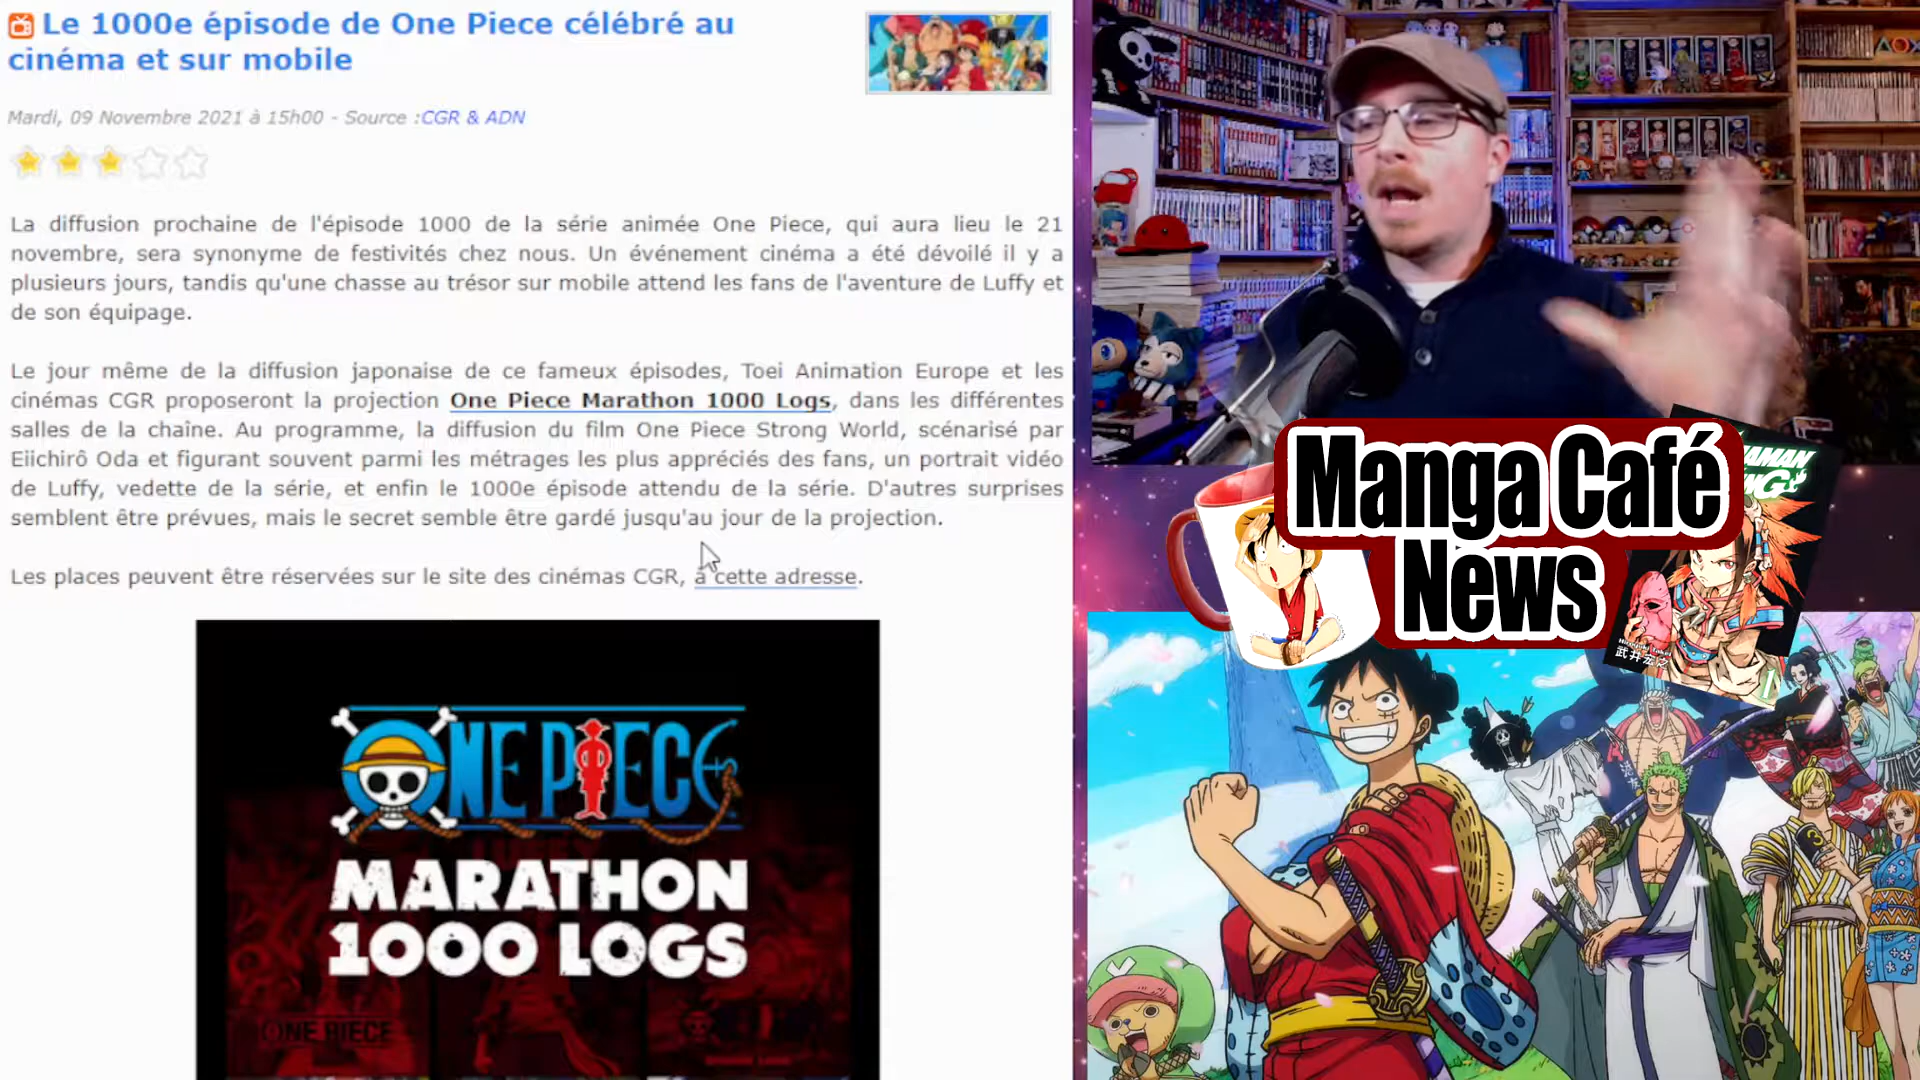 Le 1000e épisode de One Piece célébré au
cinéma et sur mobile
Mardi, 09 Novembre 2021 à 15h00 - Source :CGR & ADN
La diffusion prochaine de l'épisode 1000 de la série animée One Piece, qui aura lieu le 21
novembre, sera synonyme de festivités chez nous. Un événement cinéma a été dévoilé il y a
plusieurs jours, tandis qu'une chasse au trésor sur mobile attend les fans de l'aventure de Luffy et
de son équipage.
Le jour même de la diffusion japonaise de ce fameux épisodes, Toei Animation Europe et les
cinémas CGR proposeront la projection One Piece Marathon 1000 Logs, dans les différentes
salles de la chaîne. Au programme, la diffusion du film One Piece Strong World, scénarisé par
Eiichirô Oda et figurant souvent parmi les métrages les plus appréciés des fans, un portrait vidéo
de Luffy, vedette de la série, et enfin le 1000e épisode attendu de la série. D'autres surprises
semblent être prévues, mais le secret semble être gardé jusqu'au jour de la projection.
Les places peuvent être réservées sur le site des cinémas CGR, à cette adresse.
ONE PIECE
MARATHON
1000 LOGS
ONE PIECE
Manga Café
News
武井宏之
1